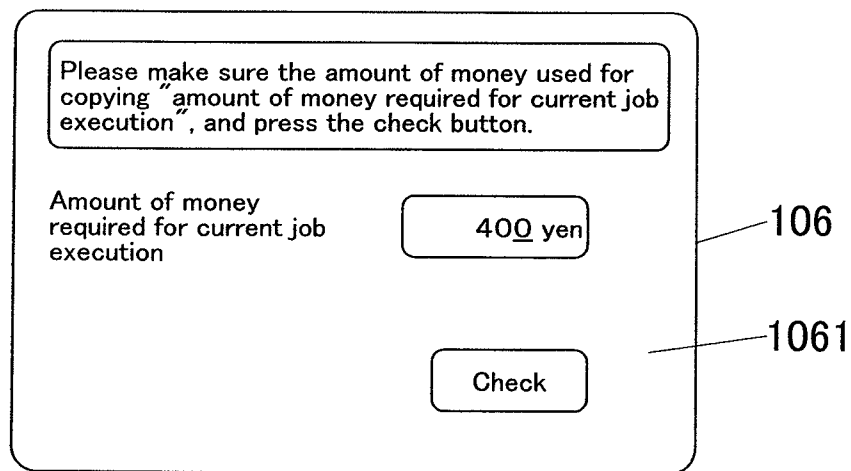 Please make sure the amount of money used for
copying "amount of money required for current job
execution", and press the check button.
Amount of money
required for current job
execution
400 yen
106
1061
Check